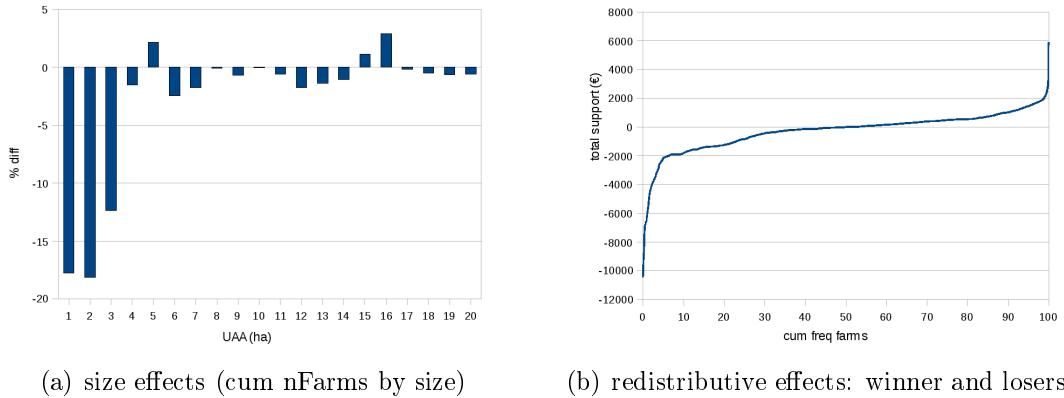 5
0
-5
-10
-15
-20
% diff
1 2 3 4 5 6 7 8 9 10 11 12 13 14 15 16 17 18 19 20
UAA (ha)
(a) size effects (cum nFarms by size)
8000
6000
4000
2000
0
-2000
-4000
-6000
-8000
-10000
-12000
total support (€)
0 10 20 30 40 50 60 70 80 90 100
cum freq farms
(b) redistributive effects: winner and losers